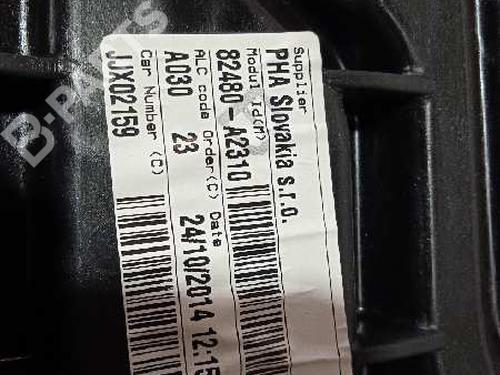 Supplier
PHA Slovakia s.r.o.
Modul Id(M)
82480-A2310
ALC code Order(C) Date
A030 23 24/10/2014 12:15
Car Number (C)
JJX02159
B-PARTS